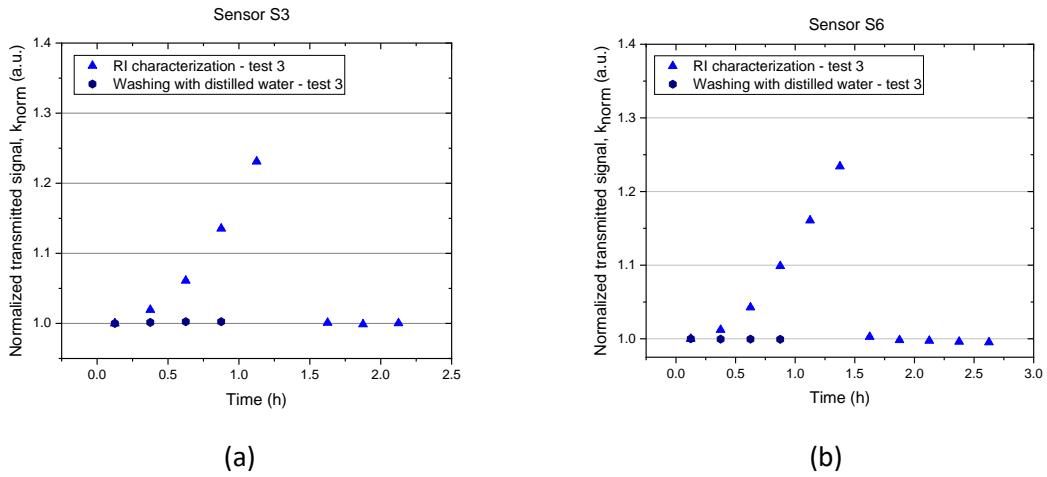 Sensor S3
1.4
1.3
1.2
1.1
1.0
Normalized transmitted signal, knorm (a.u.)
RI characterization - test 3
Washing with distilled water - test 3
0.0 0.5 1.0 1.5 2.0 2.5
Time (h)
(a)
Sensor S6
1.4
1.3
1.2
1.1
1.0
Normalized transmitted signal, knorm (a.u.)
RI characterization - test 3
Washing with distilled water - test 3
0.0 0.5 1.0 1.5 2.0 2.5 3.0
Time (h)
(b)